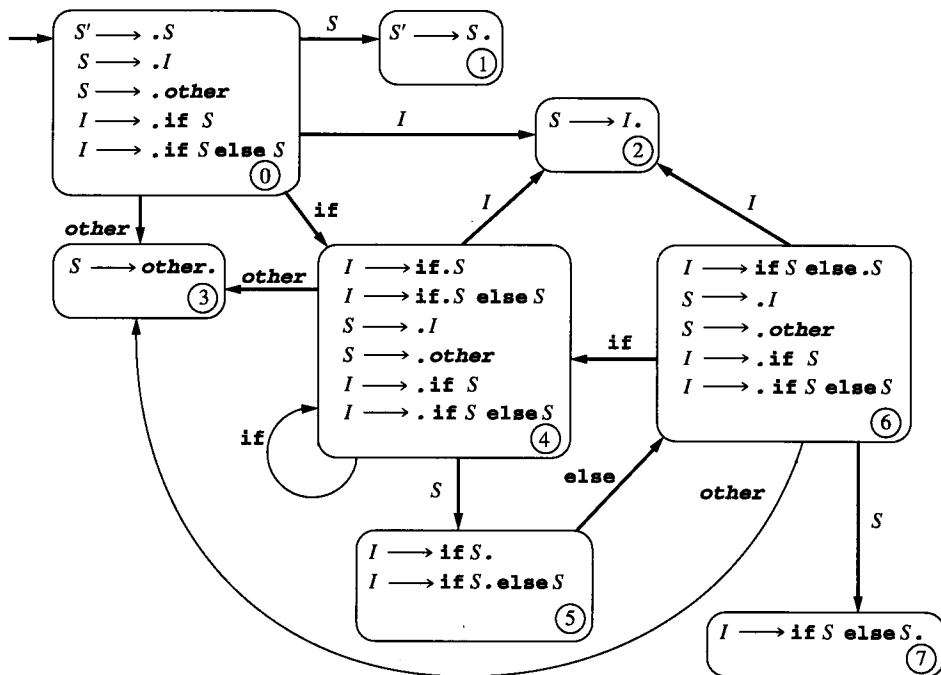 S' ⟶ .S
S ⟶ .I
S ⟶ .other
I ⟶ .if S
I ⟶ .if S else S
0
S
S' ⟶ S.
1
I
S ⟶ I.
2
other
if
I
I
S ⟶ other.
3
other
I ⟶ if.S
I ⟶ if.S else S
S ⟶ .I
S ⟶ .other
I ⟶ .if S
I ⟶ .if S else S
4
if
if
I ⟶ if S else.S
S ⟶ .I
S ⟶ .other
I ⟶ .if S
I ⟶ .if S else S
6
S
else
other
S
I ⟶ if S.
I ⟶ if S.else S
5
I ⟶ if S else S.
7